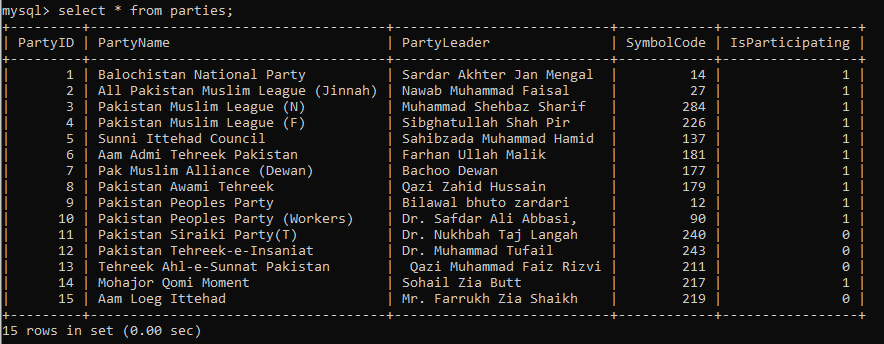 mysql> select * from parties;
+---------+------------------------------------+---------------------------+------------+-----------------+
| PartyID | PartyName                          | PartyLeader               | SymbolCode | IsParticipating |
+---------+------------------------------------+---------------------------+------------+-----------------+
|       1 | Balochistan National Party         | Sardar Akhter Jan Mengal  |         14 |               1 |
|       2 | All Pakistan Muslim League (Jinnah) | Nawab Muhammad Faisal     |         27 |               1 |
|       3 | Pakistan Muslim League (N)         | Muhammad Shehbaz Sharif   |        284 |               1 |
|       4 | Pakistan Muslim League (F)         | Sibghatullah Shah Pir     |        226 |               1 |
|       5 | Sunni Ittehad Council              | Sahibzada Muhammad Hamid  |        137 |               1 |
|       6 | Aam Admi Tehreek Pakistan          | Farhan Ullah Malik        |        181 |               1 |
|       7 | Pak Muslim Alliance (Dewan)        | Bachoo Dewan              |        177 |               1 |
|       8 | Pakistan Awami Tehreek             | Qazi Zahid Hussain        |        179 |               1 |
|       9 | Pakistan Peoples Party             | Bilawal bhuto zardari     |         12 |               1 |
|      10 | Pakistan Peoples Party (Workers)   | Dr. Safdar Ali Abbasi,    |         90 |               1 |
|      11 | Pakistan Siraiki Party(T)          | Dr. Nukhbah Taj Langah    |        240 |               0 |
|      12 | Pakistan Tehreek-e-Insaniat        | Dr. Muhammad Tufail       |        243 |               0 |
|      13 | Tehreek Ahl-e-Sunnat Pakistan      |  Qazi Muhammad Faiz Rizvi |        211 |               0 |
|      14 | Mohajor Qomi Moment                | Sohail Zia Butt           |        217 |               1 |
|      15 | Aam Loeg Ittehad                   | Mr. Farrukh Zia Shaikh    |        219 |               0 |
+---------+------------------------------------+---------------------------+------------+-----------------+
15 rows in set (0.00 sec)